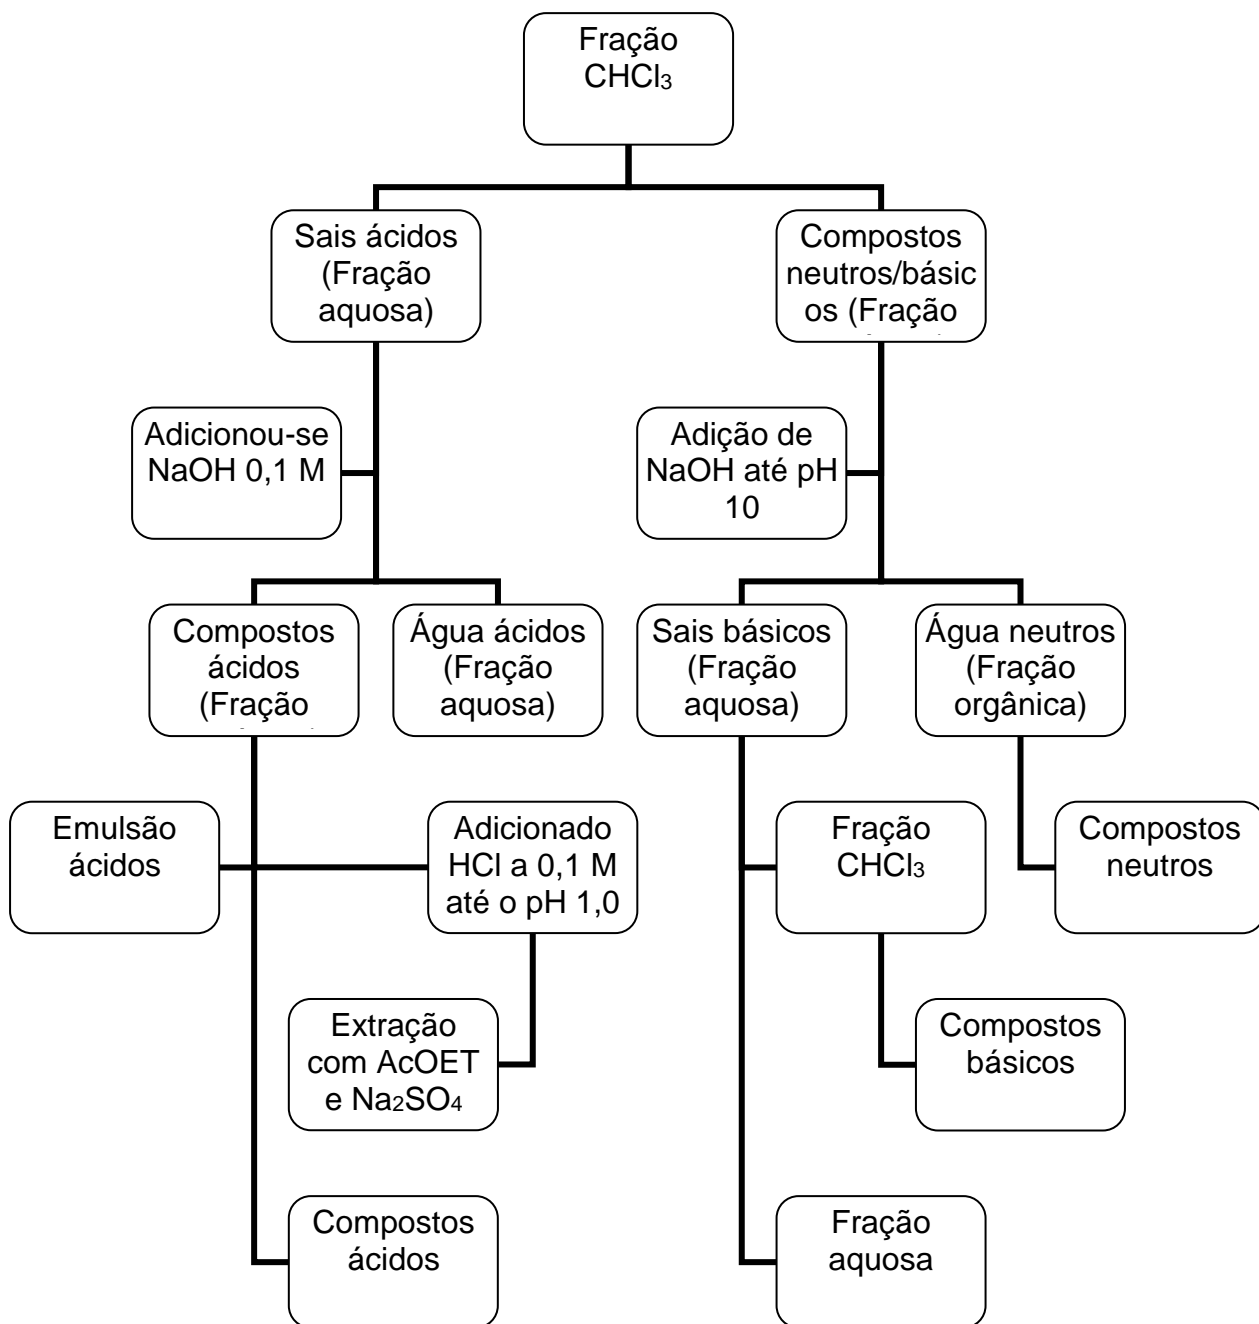 Fração
CHCl₃
Sais ácidos
(Fração
aquosa)
Compostos
neutros/básic
os (Fração
Adicionou-se
NaOH 0,1 M
Adição de
NaOH até pH
10
Compostos
ácidos
(Fração
Água ácidos
(Fração
aquosa)
Sais básicos
(Fração
aquosa)
Água neutros
(Fração
orgânica)
Emulsão
ácidos
Adicionado
HCl a 0,1 M
até o pH 1,0
Fração
CHCl₃
Compostos
neutros
Extração
com AcOET
e Na₂SO₄
Compostos
básicos
Compostos
ácidos
Fração
aquosa